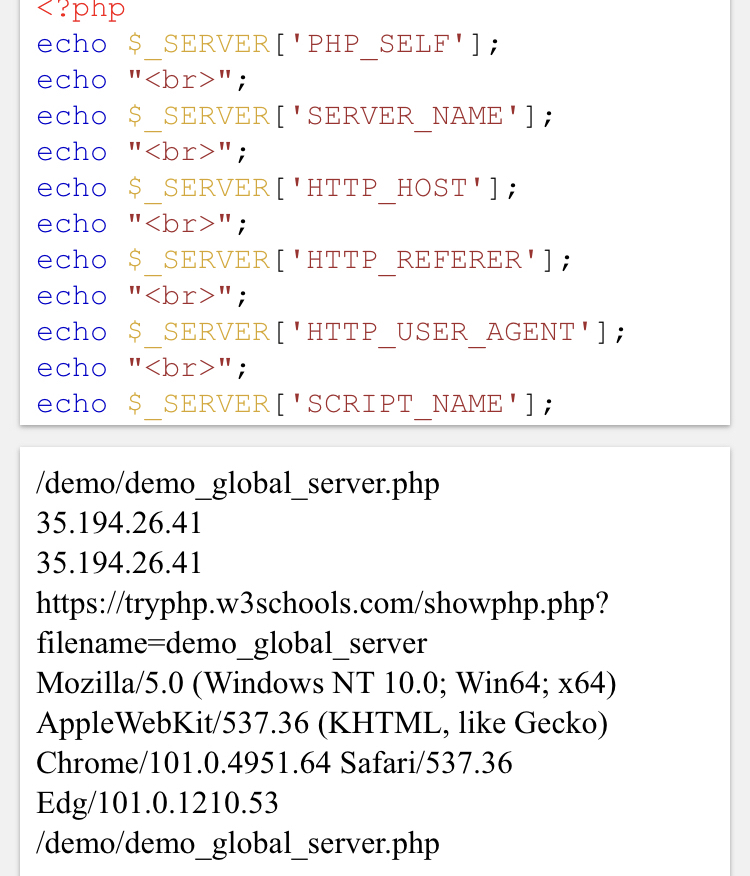 <?php
echo $_SERVER['PHP_SELF'];
echo "<br>";
echo $_SERVER['SERVER_NAME'];
echo "<br>";
echo $_SERVER['HTTP_HOST'];
echo "<br>";
echo $_SERVER['HTTP_REFERER'];
echo "<br>";
echo $_SERVER['HTTP_USER_AGENT'];
echo "<br>";
echo $_SERVER['SCRIPT_NAME'];
/demo/demo_global_server.php
35.194.26.41
35.194.26.41
https://tryphp.w3schools.com/showphp.php?
filename=demo_global_server
Mozilla/5.0 (Windows NT 10.0; Win64; x64)
AppleWebKit/537.36 (KHTML, like Gecko)
Chrome/101.0.4951.64 Safari/537.36
Edg/101.0.1210.53
/demo/demo_global_server.php